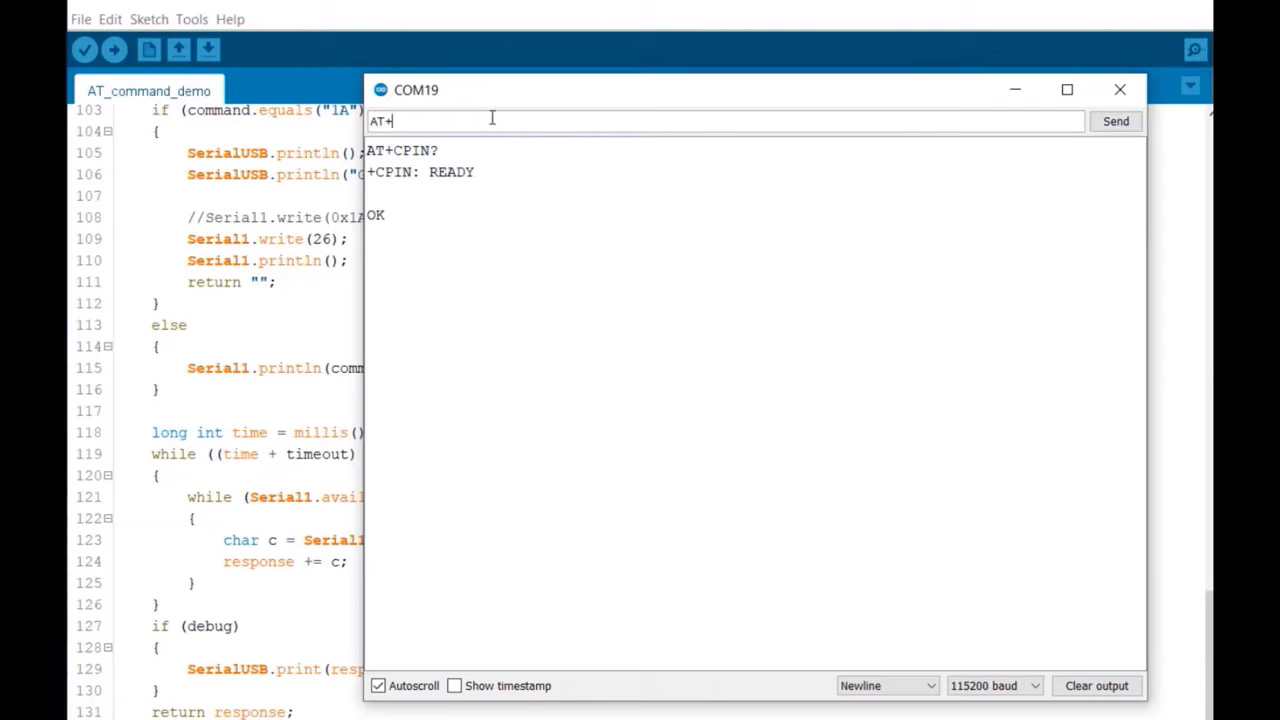 File Edit Sketch Tools Help
AT_command_demo
COM19
AT+
Send
AT+CPIN?
+CPIN: READY
OK
103 if (command.equals("1A")
104 {
105 SerialUSB.println();
106 SerialUSB.println("
107
108 //Serial1.write(0x1A
109 Serial1.write(26);
110 Serial1.println();
111 return "";
112 }
113 else
114 {
115 Serial1.println(comm
116 }
117
118 long int time = millis()
119 while ((time + timeout)
120 {
121 while (Serial1.avail
122 {
123 char c = Serial1
124 response += c;
125 }
126 }
127 if (debug)
128 {
129 SerialUSB.print(resp
130 }
131 return response;
Autoscroll Show timestamp Newline 115200 baud Clear output